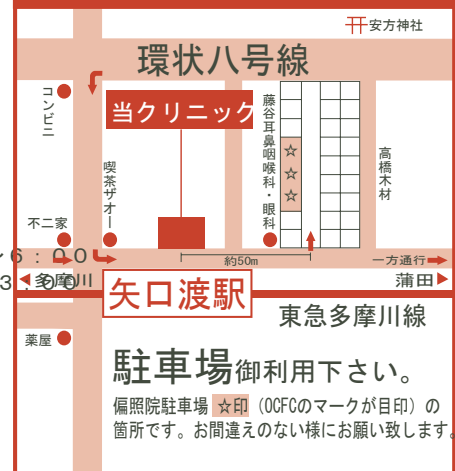 安方神社
環状八号線
コンビニ
当クリニック
藤谷耳鼻咽喉科・眼科
☆
☆
☆
喫茶ザオー
高橋木材
不二家
6:00
約50m
一方通行
3:00
多摩川
矢口渡駅
蒲田
東急多摩川線
薬屋
駐車場御利用下さい。
偏照院駐車場 ☆印 (OCFCのマークが目印) の
箇所です。お間違えのない様にお願い致します。